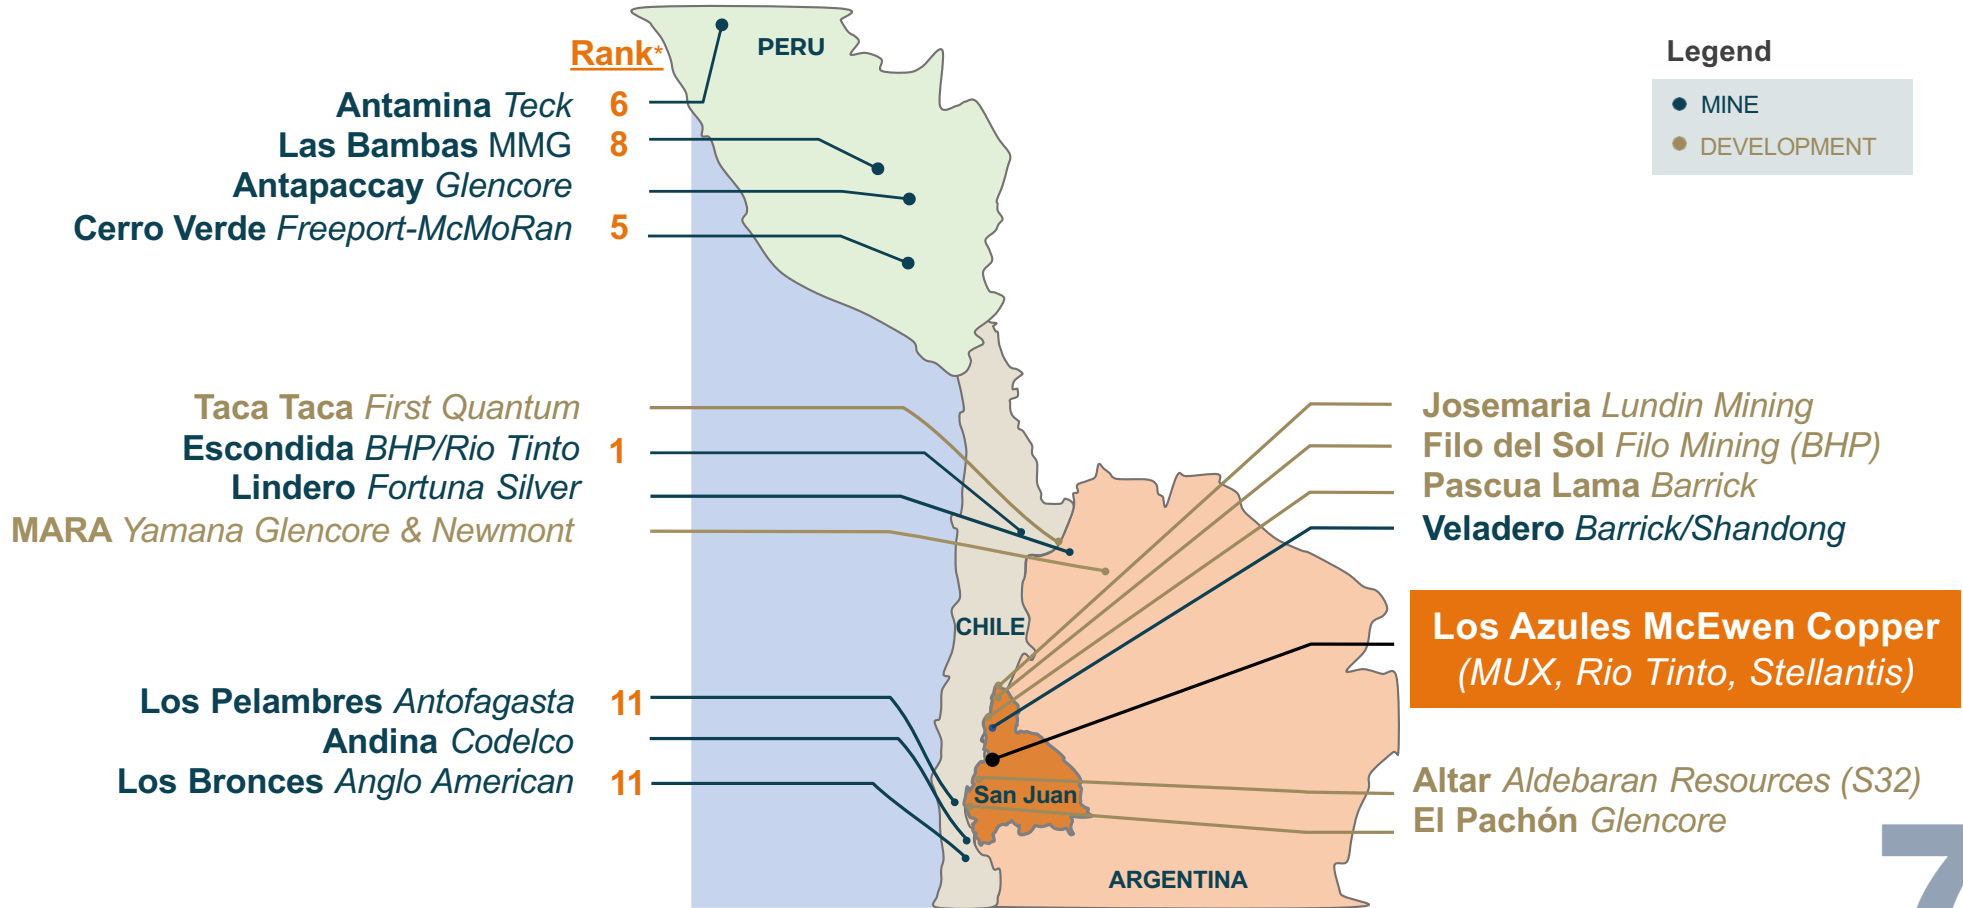 PERU
Rank*
Antamina Teck 6
Las Bambas MMG 8
Antapaccay Glencore
Cerro Verde Freeport-McMoRan 5
Legend
MINE
DEVELOPMENT
Taca Taca First Quantum
Escondida BHP/Rio Tinto 1
Lindero Fortuna Silver
MARA Yamana Glencore & Newmont
Josemaria Lundin Mining
Filo del Sol Filo Mining (BHP)
Pascua Lama Barrick
Veladero Barrick/Shandong
CHILE
Los Azules McEwen Copper
(MUX, Rio Tinto, Stellantis)
Los Pelambres Antofagasta 11
Andina Codelco
Los Bronces Anglo American 11
San Juan
Altar Aldebaran Resources (S32)
El Pachón Glencore
ARGENTINA
7